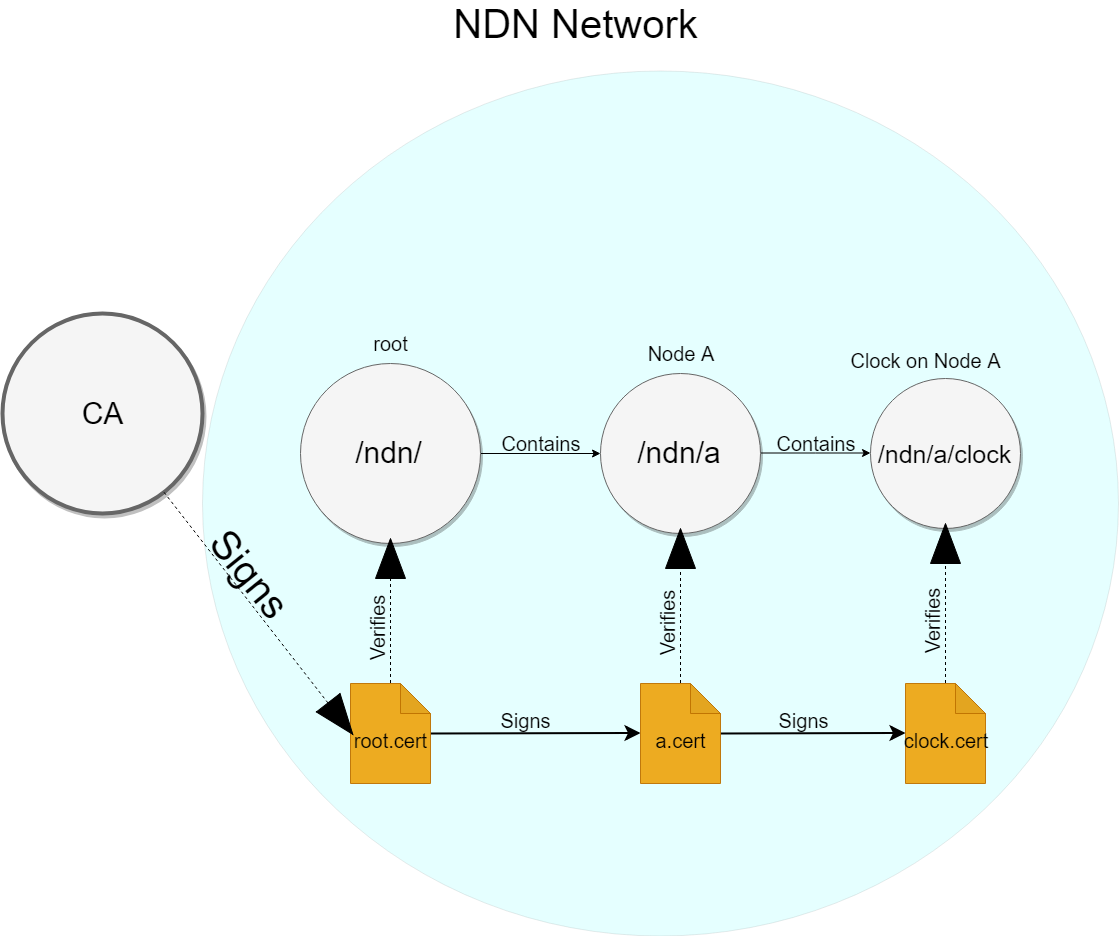 NDN Network
root
Node A
Clock on Node A
CA
/ndn/
Contains
/ndn/a
Contains
/ndn/a/clock
Signs
Verifies
Verifies
Verifies
root.cert
Signs
a.cert
Signs
clock.cert